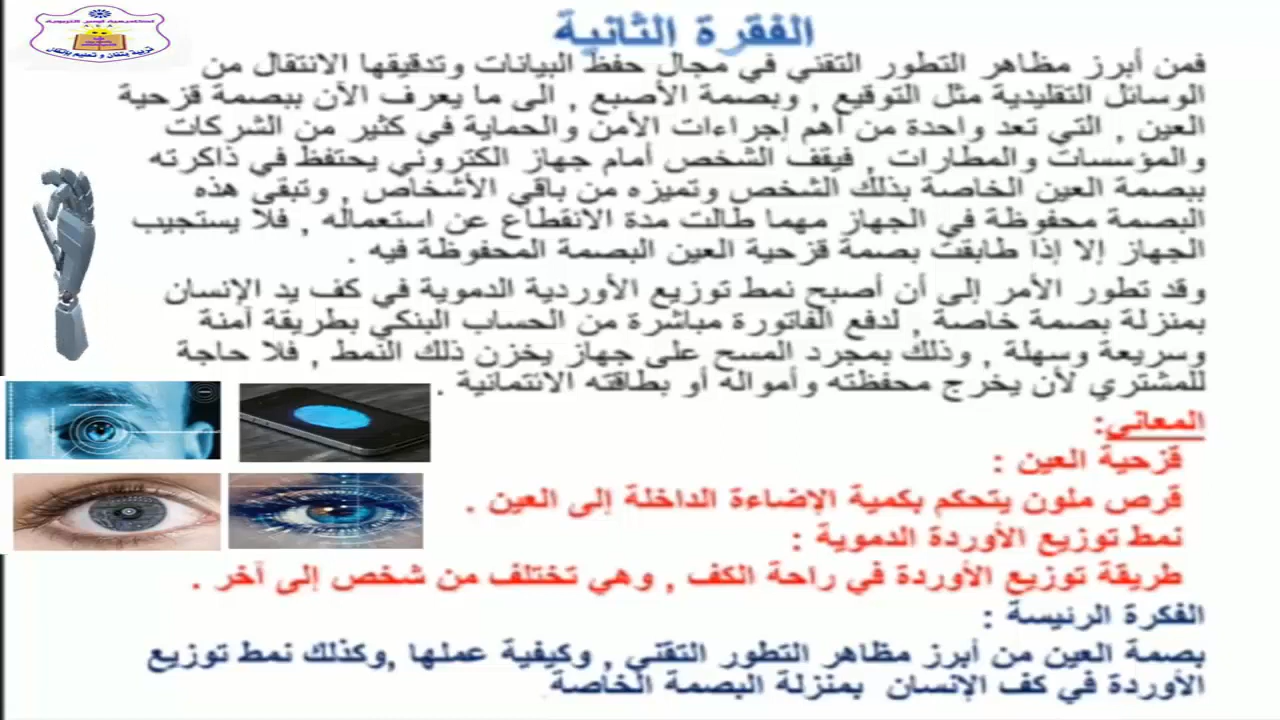 أكاديمية اليسر التربوية
تربية بتفان و تعليم بإتقان
الفقرة الثانية
فمن أبرز مظاهر التطور التقني في مجال حفظ البيانات وتدقيقها الانتقال من
الوسائل التقليدية مثل التوقيع , وبصمة الأصبع , الى ما يعرف الآن ببصمة قزحية
العين , التي تعد واحدة من أهم إجراءات الأمن والحماية في كثير من الشركات
والمؤسسات والمطارات , فيقف الشخص أمام جهاز الكتروني يحتفظ في ذاكرته
ببصمة العين الخاصة بذلك الشخص وتميزه من باقي الأشخاص , وتبقى هذه
البصمة محفوظة في الجهاز مهما طالت مدة الانقطاع عن استعماله , فلا يستجيب
الجهاز إلا إذا طابقت بصمة قزحية العين البصمة المحفوظة فيه .
وقد تطور الأمر إلى أن أصبح نمط توزيع الأوردية الدموية في كف يد الإنسان
بمنزلة بصمة خاصة , لدفع الفاتورة مباشرة من الحساب البنكي بطريقة آمنة
وسريعة وسهلة , وذلك بمجرد المسح على جهاز يخزن ذلك النمط , فلا حاجة
للمشتري لأن يخرج محفظته وأمواله أو بطاقته الائتمانية .
المعاني:
قزحية العين :
قرص ملون يتحكم بكمية الإضاءة الداخلة إلى العين .
نمط توزيع الأوردة الدموية :
طريقة توزيع الأوردة في راحة الكف , وهي تختلف من شخص إلى آخر .
الفكرة الرئيسة :
بصمة العين من أبرز مظاهر التطور التقني , وكيفية عملها ,وكذلك نمط توزيع
الأوردة في كف الإنسان بمنزلة البصمة الخاصة